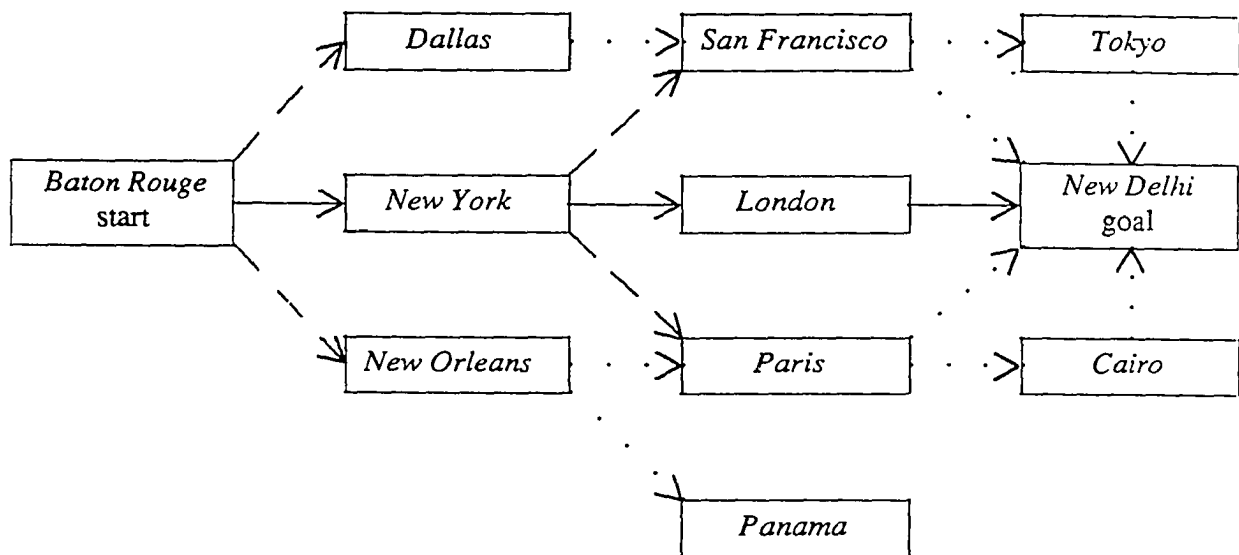 Dallas
San Francisco
Tokyo
Baton Rouge
start
New York
London
New Delhi
goal
New Orleans
Paris
Cairo
Panama